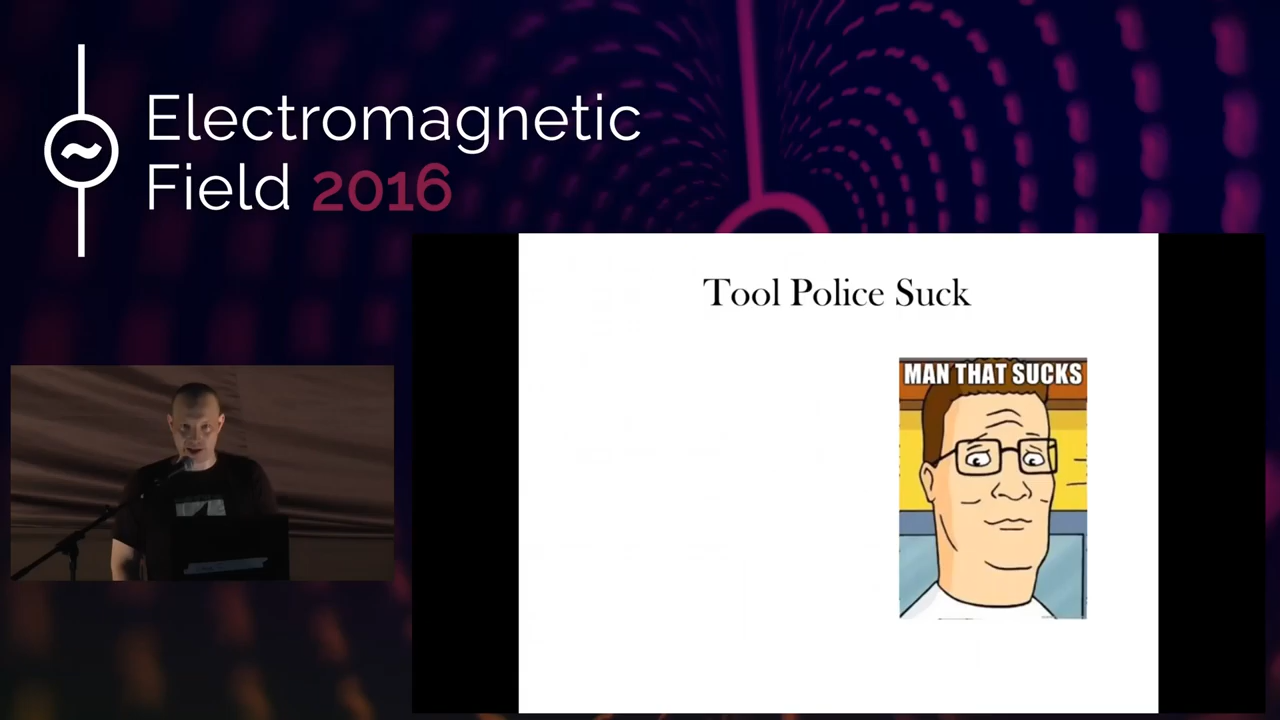 Electromagnetic
Field 2016
Tool Police Suck
MAN THAT SUCKS